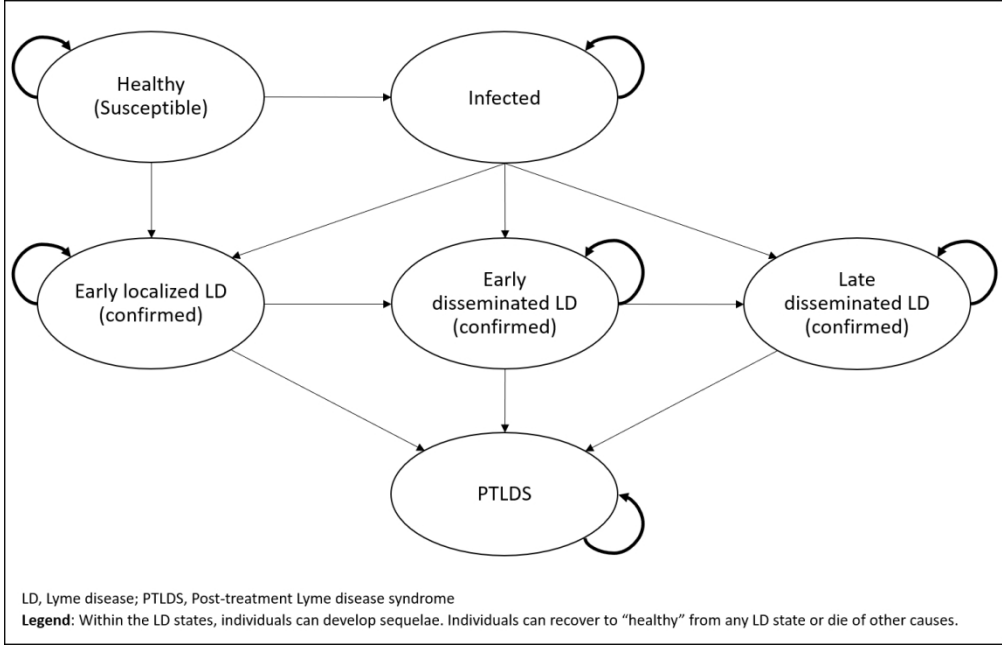 Healthy
(Susceptible)
Infected
Early localized LD
(confirmed)
Early
disseminated LD
(confirmed)
Late
disseminated LD
(confirmed)
PTLDS
LD, Lyme disease; PTLDS, Post-treatment Lyme disease syndrome
Legend: Within the LD states, individuals can develop sequelae. Individuals can recover to “healthy” from any LD state or die of other causes.